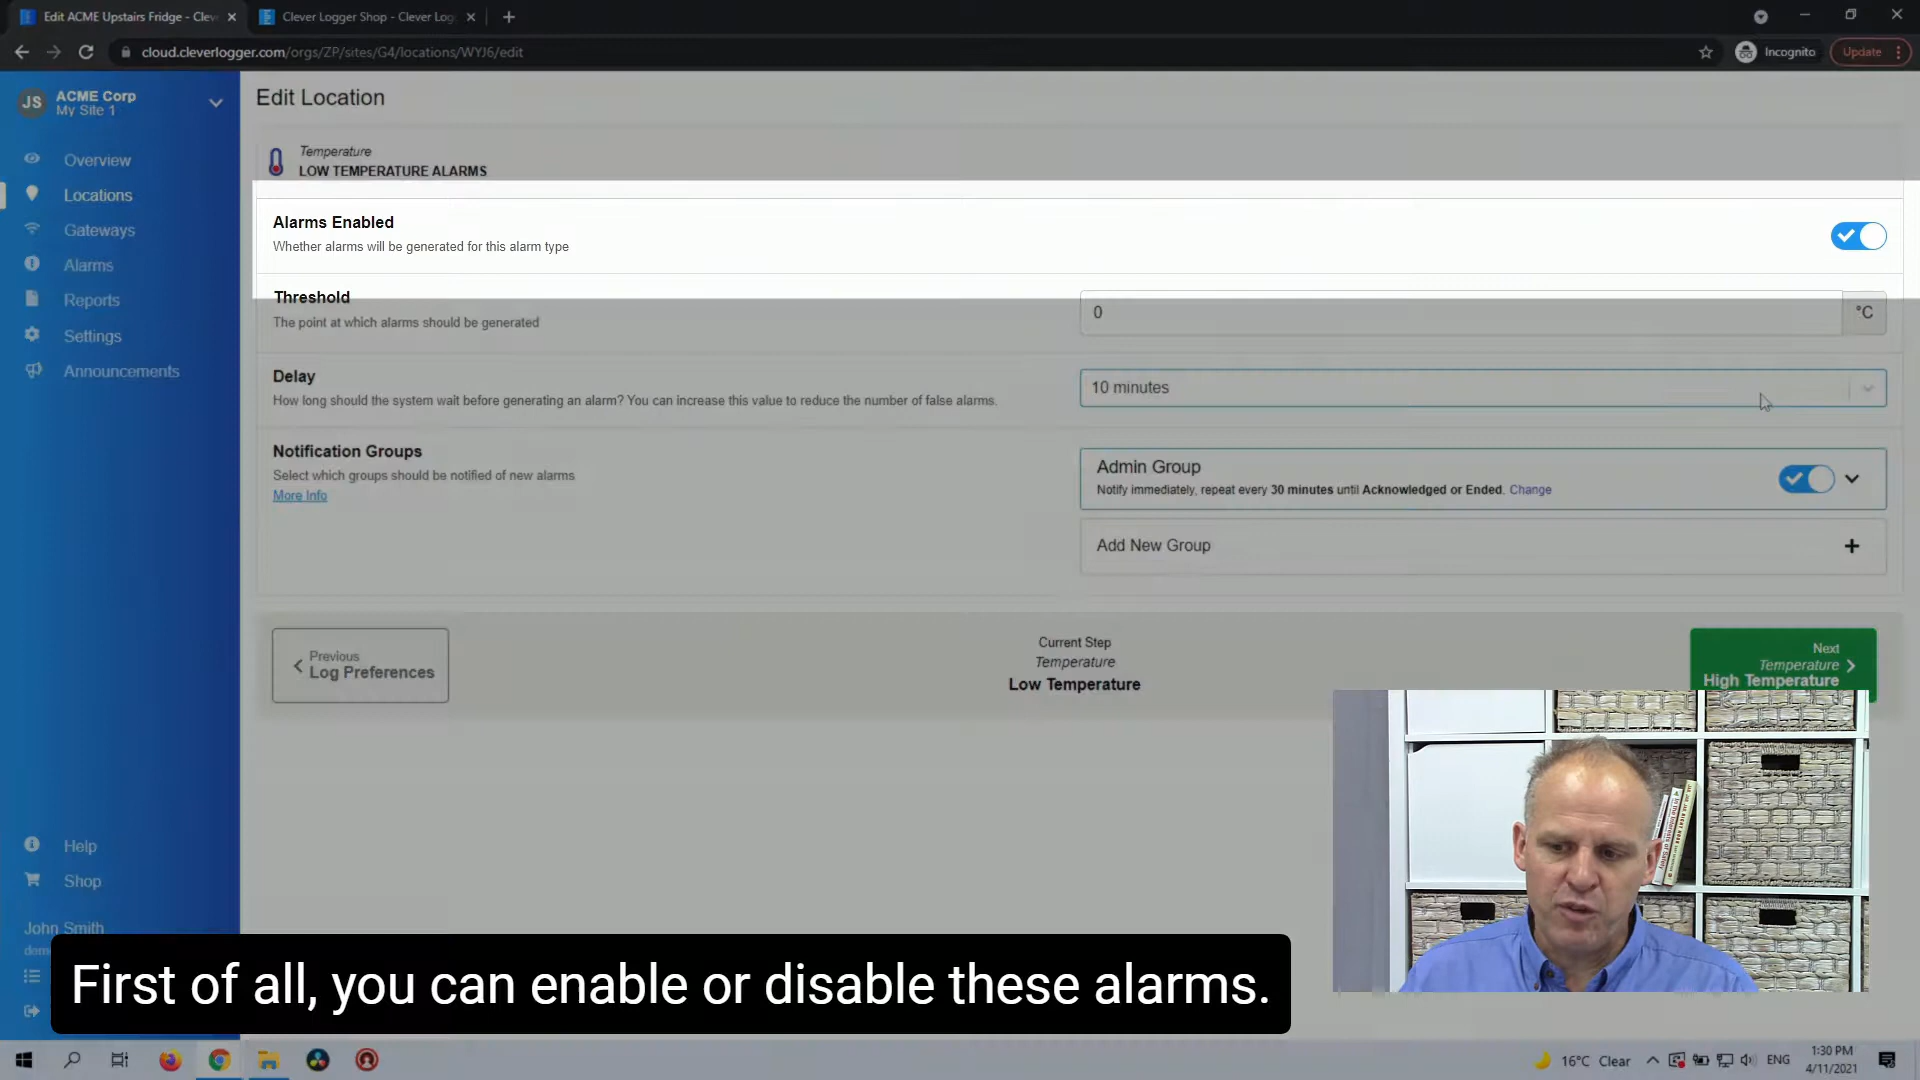 Edit ACME Upstairs Fridge - Clev
Clever Logger Shop - Clever Log
cloud.cleverlogger.com/orgs/ZP/sites/G4/locations/WYJ6/edit
Incognito
Update
JS
ACME Corp
My Site 1
Overview
Locations
Gateways
Alarms
Reports
Settings
Announcements
Help
Shop
John Smith
Edit Location
Temperature
LOW TEMPERATURE ALARMS
Alarms Enabled
Whether alarms will be generated for this alarm type
Threshold
The point at which alarms should be generated
0
°C
Delay
How long should the system wait before generating an alarm? You can increase this value to reduce the number of false alarms.
10 minutes
Notification Groups
Select which groups should be notified of new alarms
More Info
Admin Group
Notify immediately, repeat every 30 minutes until Acknowledged or Ended. Change
Add New Group
Previous
Log Preferences
Current Step
Temperature
Low Temperature
Next
Temperature
High Temperature
First of all, you can enable or disable these alarms.
16°C Clear
ENG
1:30 PM
4/11/2021